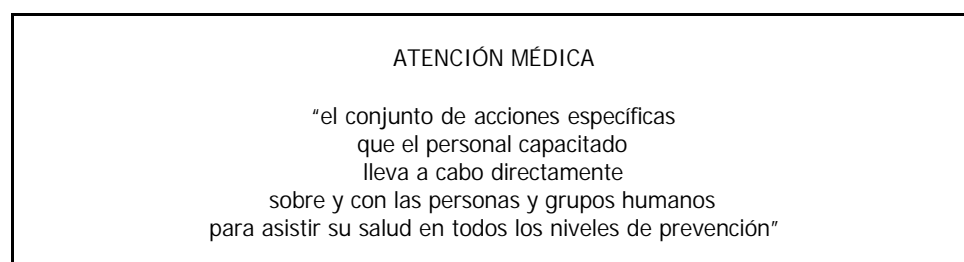 ATENCIÓN MÉDICA
“el conjunto de acciones específicas
que el personal capacitado
lleva a cabo directamente
sobre y con las personas y grupos humanos
para asistir su salud en todos los niveles de prevención”